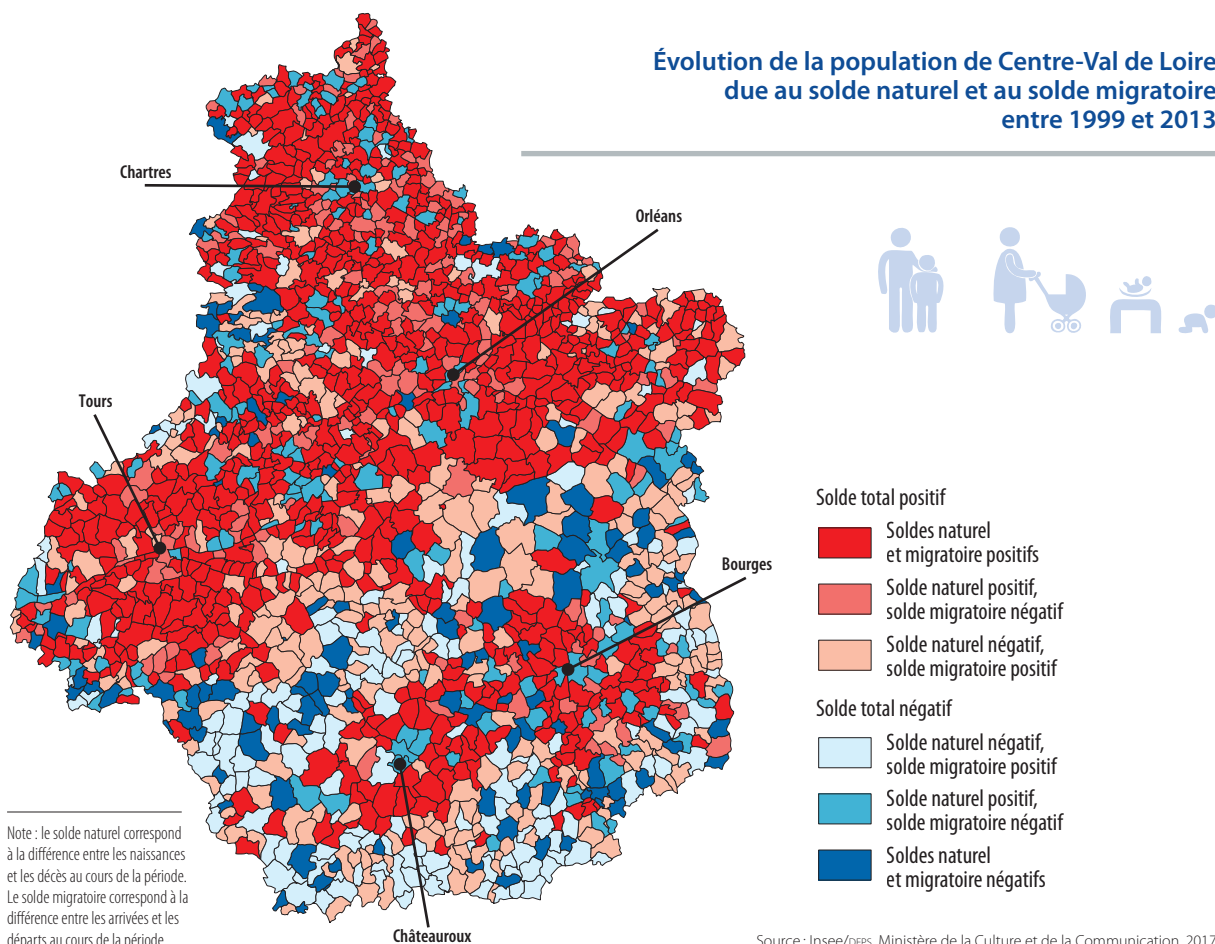 Évolution de la population de Centre-Val de Loire
due au solde naturel et au solde migratoire
entre 1999 et 2013
Chartres
Orléans
Tours
Bourges
Châteauroux
Solde total positif
Soldes naturel
et migratoire positifs
Solde naturel positif,
solde migratoire négatif
Solde naturel négatif,
solde migratoire positif
Solde total négatif
Solde naturel négatif,
solde migratoire positif
Solde naturel positif,
solde migratoire négatif
Soldes naturel
et migratoire négatifs
Note : le solde naturel correspond
à la différence entre les naissances
et les décès au cours de la période.
Le solde migratoire correspond à la
différence entre les arrivées et les
départs au cours de la période
Source : Insee/DEPS, Ministère de la Culture et de la Communication, 2017